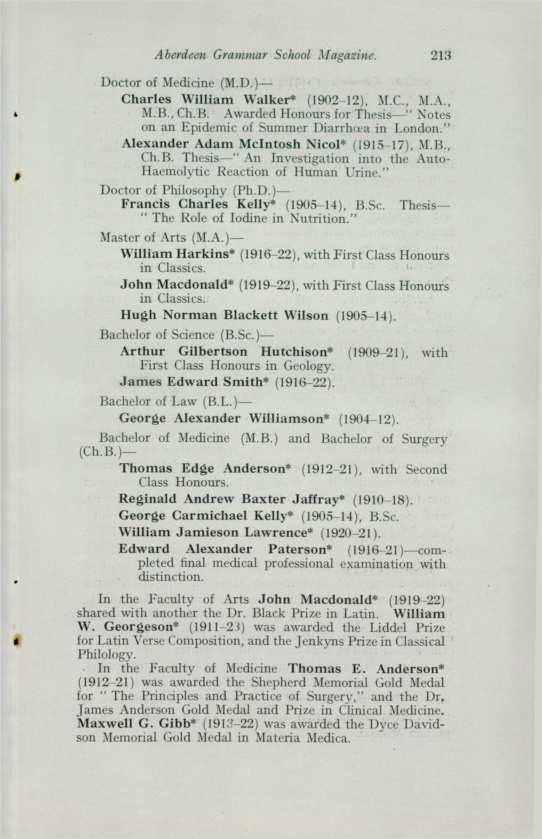 Aberdeen Grammar School Magazine. 213
Doctor of Medicine (M.D.)—
Charles William Walker* (1902–12), M.C., M.A.,
M.B., Ch.B. Awarded Honours for Thesis—“ Notes
on an Epidemic of Summer Diarrhœa in London.”
Alexander Adam McIntosh Nicol* (1915–17), M.B.,
Ch.B. Thesis—“ An Investigation into the Auto-
Haemolytic Reaction of Human Urine.”
Doctor of Philosophy (Ph.D.)—
Francis Charles Kelly* (1905–14), B.Sc. Thesis—
“ The Role of Iodine in Nutrition.”
Master of Arts (M.A.)—
William Harkins* (1916–22), with First Class Honours
in Classics.
John Macdonald* (1919–22), with First Class Honours
in Classics.
Hugh Norman Blackett Wilson (1905–14).
Bachelor of Science (B.Sc.)—
Arthur Gilbertson Hutchison* (1909–21), with
First Class Honours in Geology.
James Edward Smith* (1916–22).
Bachelor of Law (B.L.)—
George Alexander Williamson* (1904–12).
Bachelor of Medicine (M.B.) and Bachelor of Surgery
(Ch.B.)—
Thomas Edge Anderson* (1912–21), with Second
Class Honours.
Reginald Andrew Baxter Jaffray* (1910–18).
George Carmichael Kelly* (1905–14), B.Sc.
William Jamieson Lawrence* (1920–21).
Edward Alexander Paterson* (1916–21)—com-
pleted final medical professional examination with
distinction.
In the Faculty of Arts John Macdonald* (1919–22)
shared with another the Dr. Black Prize in Latin. William
W. Georgeson* (1911–23) was awarded the Liddel Prize
for Latin Verse Composition, and the Jenkyns Prize in Classical
Philology.
In the Faculty of Medicine Thomas E. Anderson*
(1912–21) was awarded the Shepherd Memorial Gold Medal
for “ The Principles and Practice of Surgery,” and the Dr.
James Anderson Gold Medal and Prize in Clinical Medicine.
Maxwell G. Gibb* (1913–22) was awarded the Dyce David-
son Memorial Gold Medal in Materia Medica.